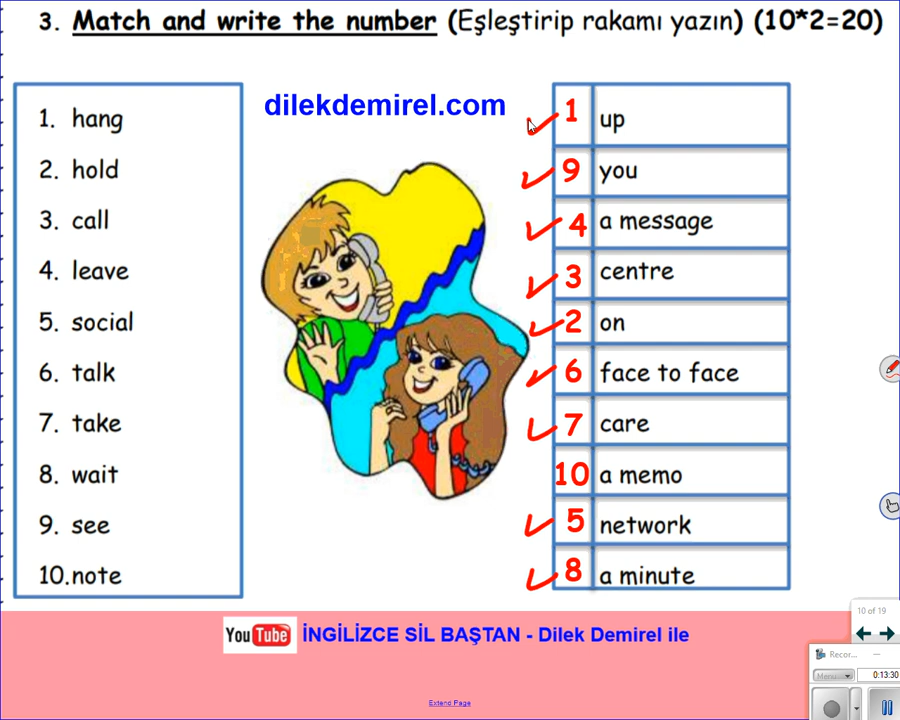 3. Match and write the number (Eşleştirip rakamı yazın) (10*2=20)
dilekdemirel.com
1. hang
2. hold
3. call
4. leave
5. social
6. talk
7. take
8. wait
9. see
10.note
1 up
9 you
4 a message
3 centre
2 on
6 face to face
7 care
10 a memo
5 network
8 a minute
YouTube İNGİLİZCE SİL BAŞTAN - Dilek Demirel ile
Extend Page
10 of 19
Recor...
Menu
0:13:30